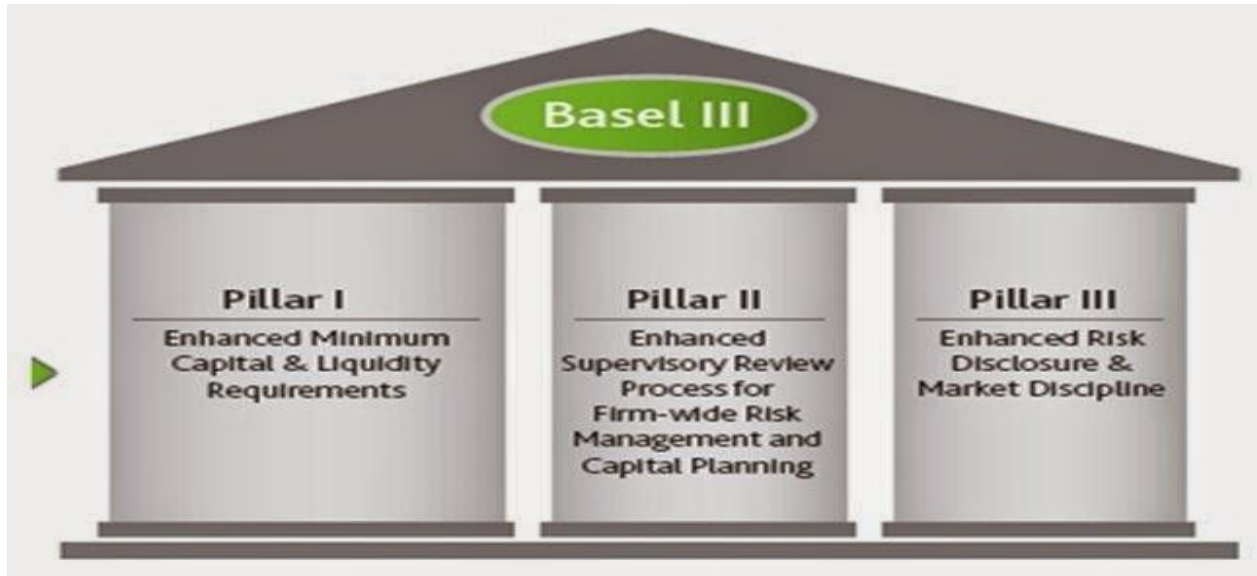 Basel III
Pillar I
Enhanced Minimum
Capital & Liquidity
Requirements
Pillar II
Enhanced
Supervisory Review
Process for
Firm-wide Risk
Management and
Capital Planning
Pillar III
Enhanced Risk
Disclosure &
Market Discipline